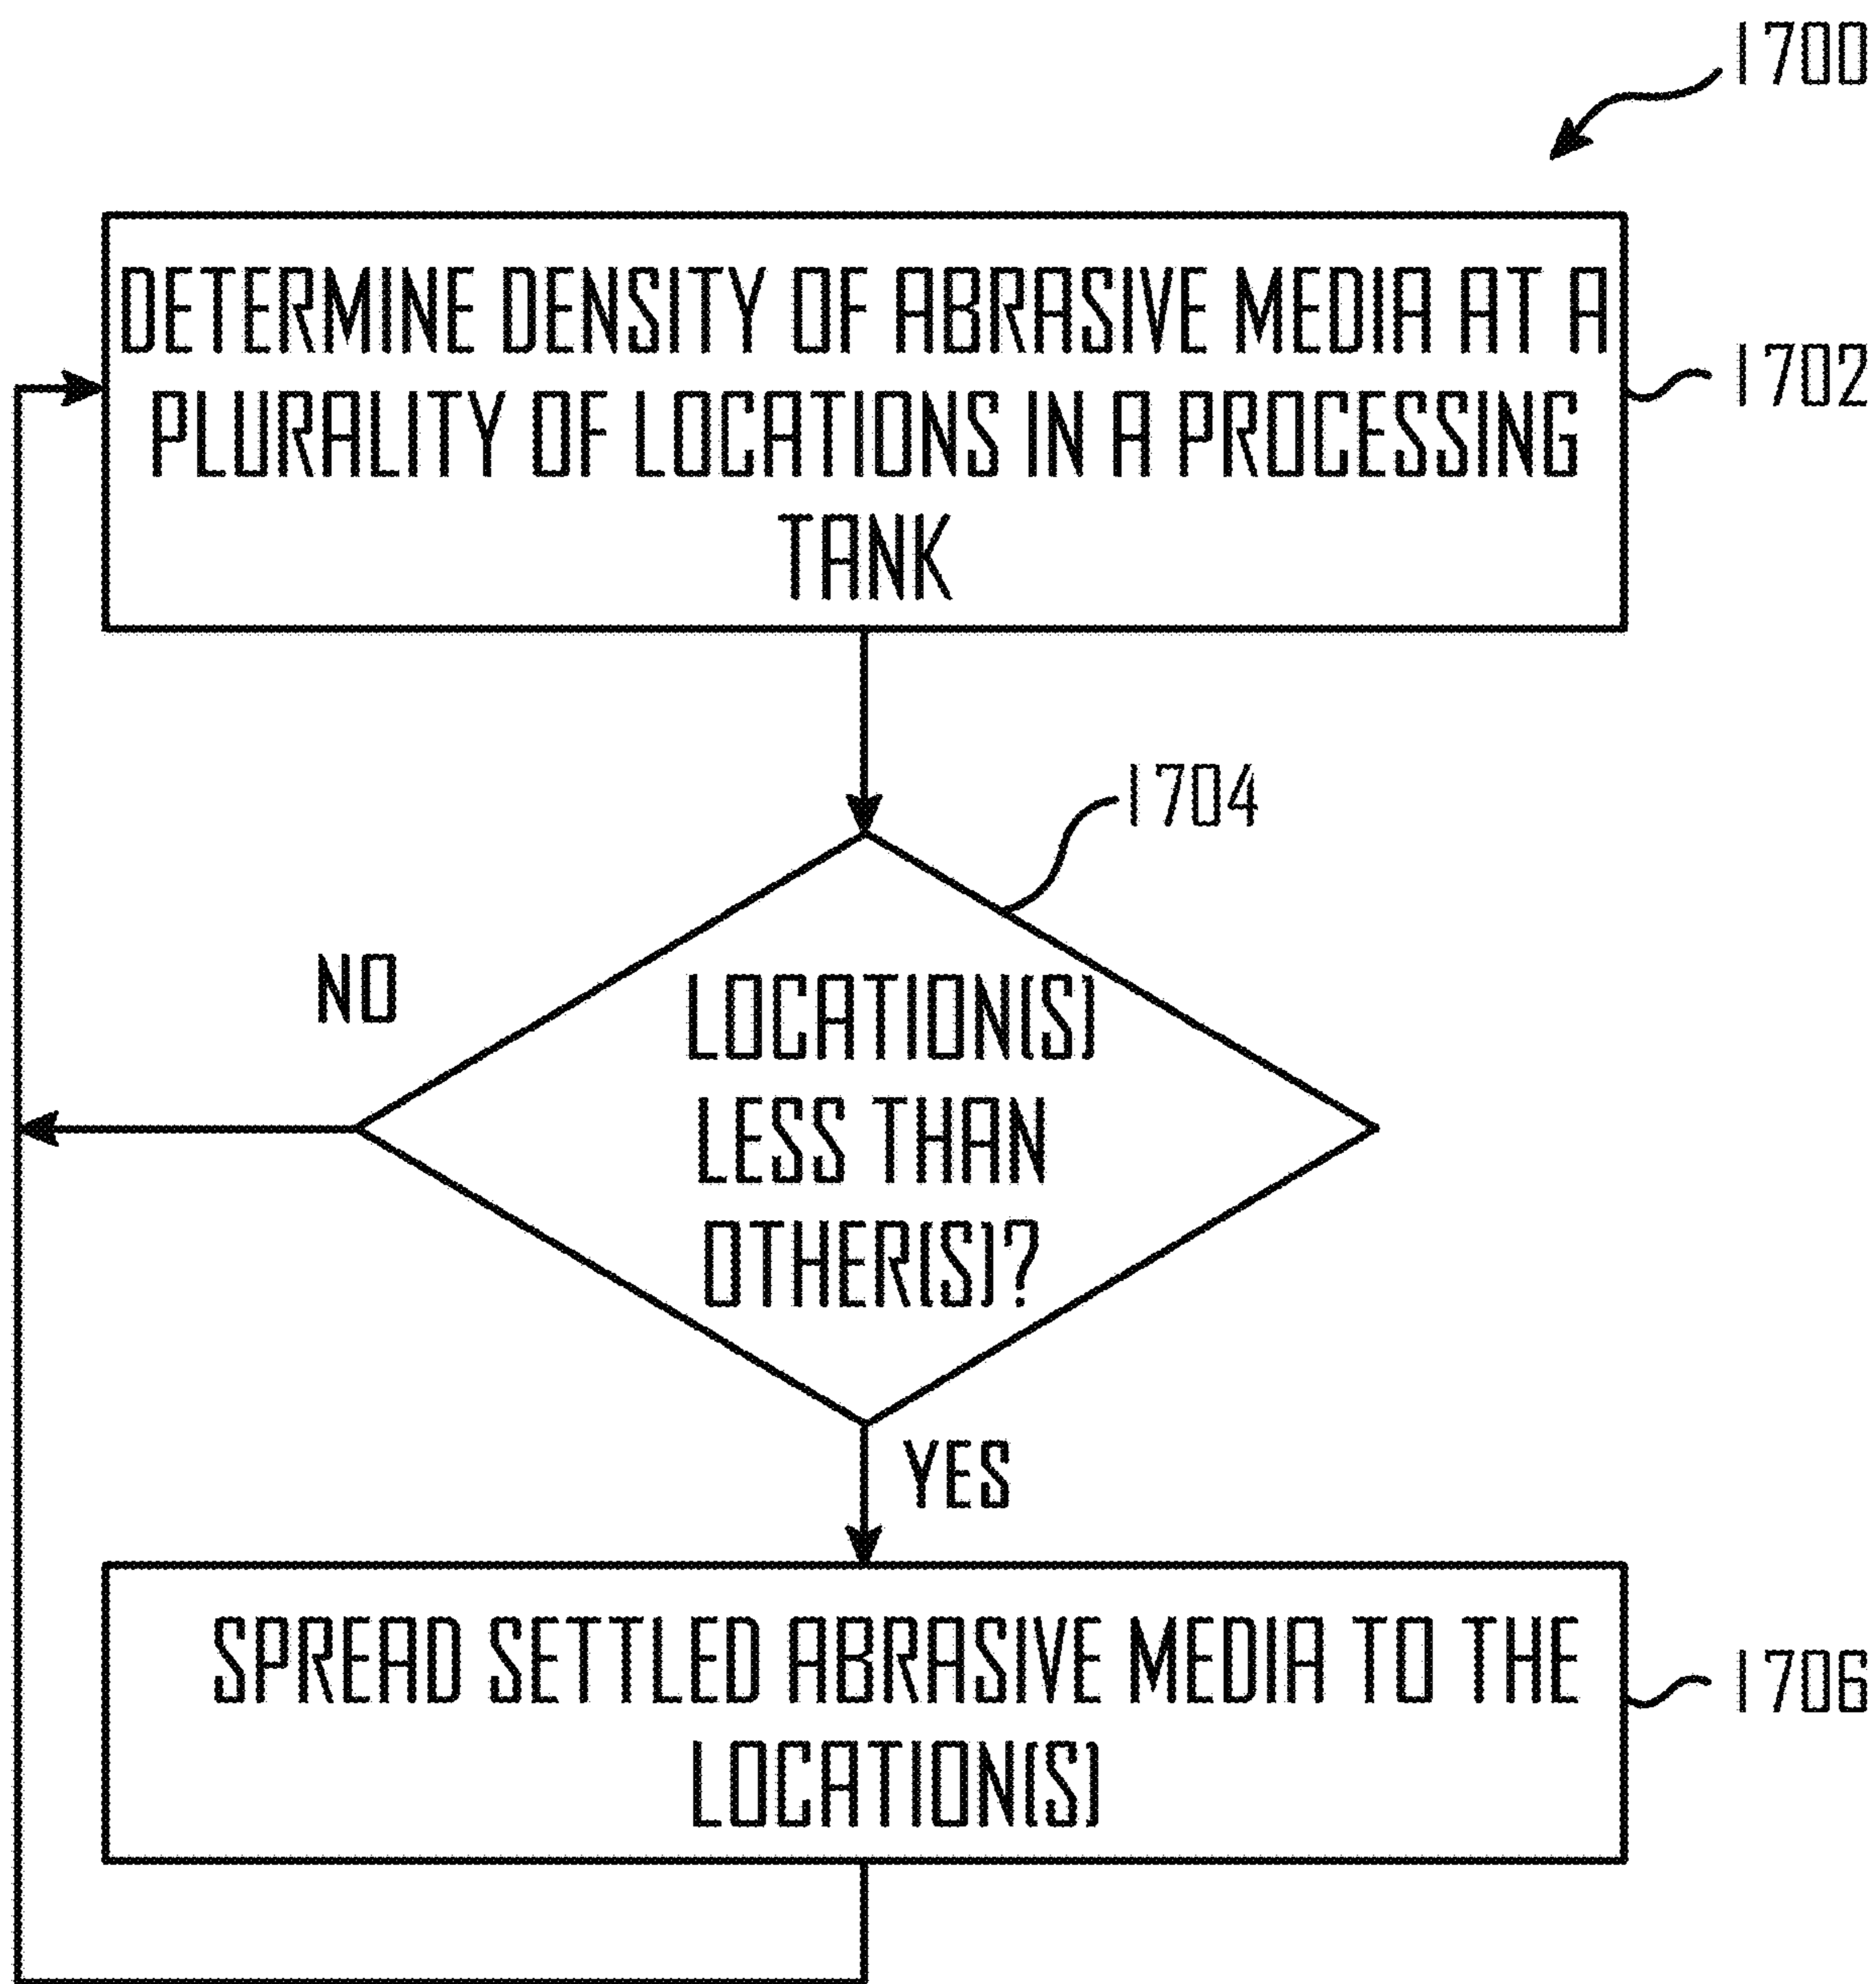 1700
DETERMINE DENSITY OF ABRASIVE MEDIA AT A
PLURALITY OF LOCATIONS IN A PROCESSING
TANK
1702
1704
NO
LOCATION(S)
LESS THAN
OTHER(S)?
YES
SPREAD SETTLED ABRASIVE MEDIA TO THE
LOCATION(S)
1706